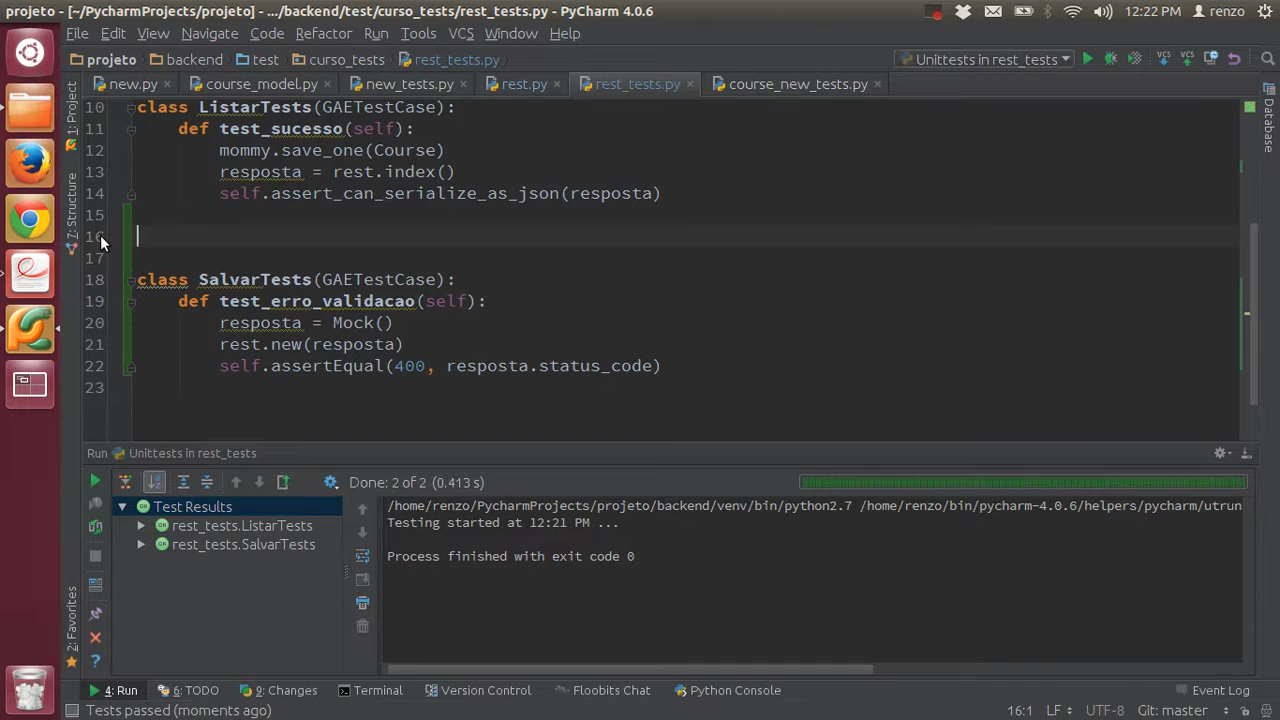 projeto - [~/PycharmProjects/projeto] - .../backend/test/curso_tests/rest_tests.py - PyCharm 4.0.6
12:22 PM renzo
File Edit View Navigate Code Refactor Run Tools VCS Window Help
projeto backend test curso_tests rest_tests.py Unittests in rest_tests VCS VCS
new.py course_model.py new_tests.py rest.py rest_tests.py course_new_tests.py
1: Project
7: Structure
2: Favorites
Database
10 class ListarTests(GAETestCase):
11 def test_sucesso(self):
12 mommy.save_one(Course)
13 resposta = rest.index()
14 self.assert_can_serialize_as_json(resposta)
15
16
17
18 class SalvarTests(GAETestCase):
19 def test_erro_validacao(self):
20 resposta = Mock()
21 rest.new(resposta)
22 self.assertEqual(400, resposta.status_code)
23
Run Unittests in rest_tests
Done: 2 of 2 (0.413 s)
Test Results
rest_tests.ListarTests
rest_tests.SalvarTests
/home/renzo/PycharmProjects/projeto/backend/venv/bin/python2.7 /home/renzo/bin/pycharm-4.0.6/helpers/pycharm/utrun
Testing started at 12:21 PM ...
Process finished with exit code 0
4: Run 6: TODO 9: Changes Terminal Version Control Floobits Chat Python Console Event Log
Tests passed (moments ago) 16:1 LF UTF-8 Git: master